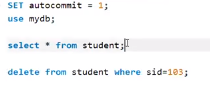 SET autocommit = 1;
use mydb;
select * from student;
delete from student where sid=103;